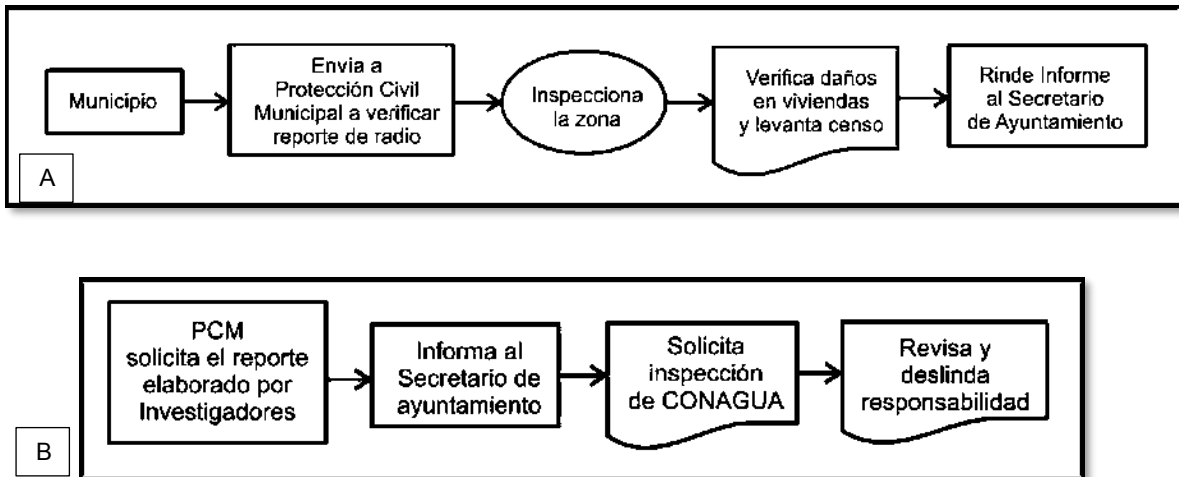 Municipio
Envia a
Protección Civil
Municipal a verificar
reporte de radio
Inspecciona
la zona
Verifica daños
en viviendas
y levanta censo
Rinde Informe
al Secretario
de Ayuntamiento
A
PCM
solicita el reporte
elaborado por
Investigadores
Informa al
Secretario de
ayuntamiento
Solicita
inspección
de CONAGUA
Revisa y
deslinda
responsabilidad
B